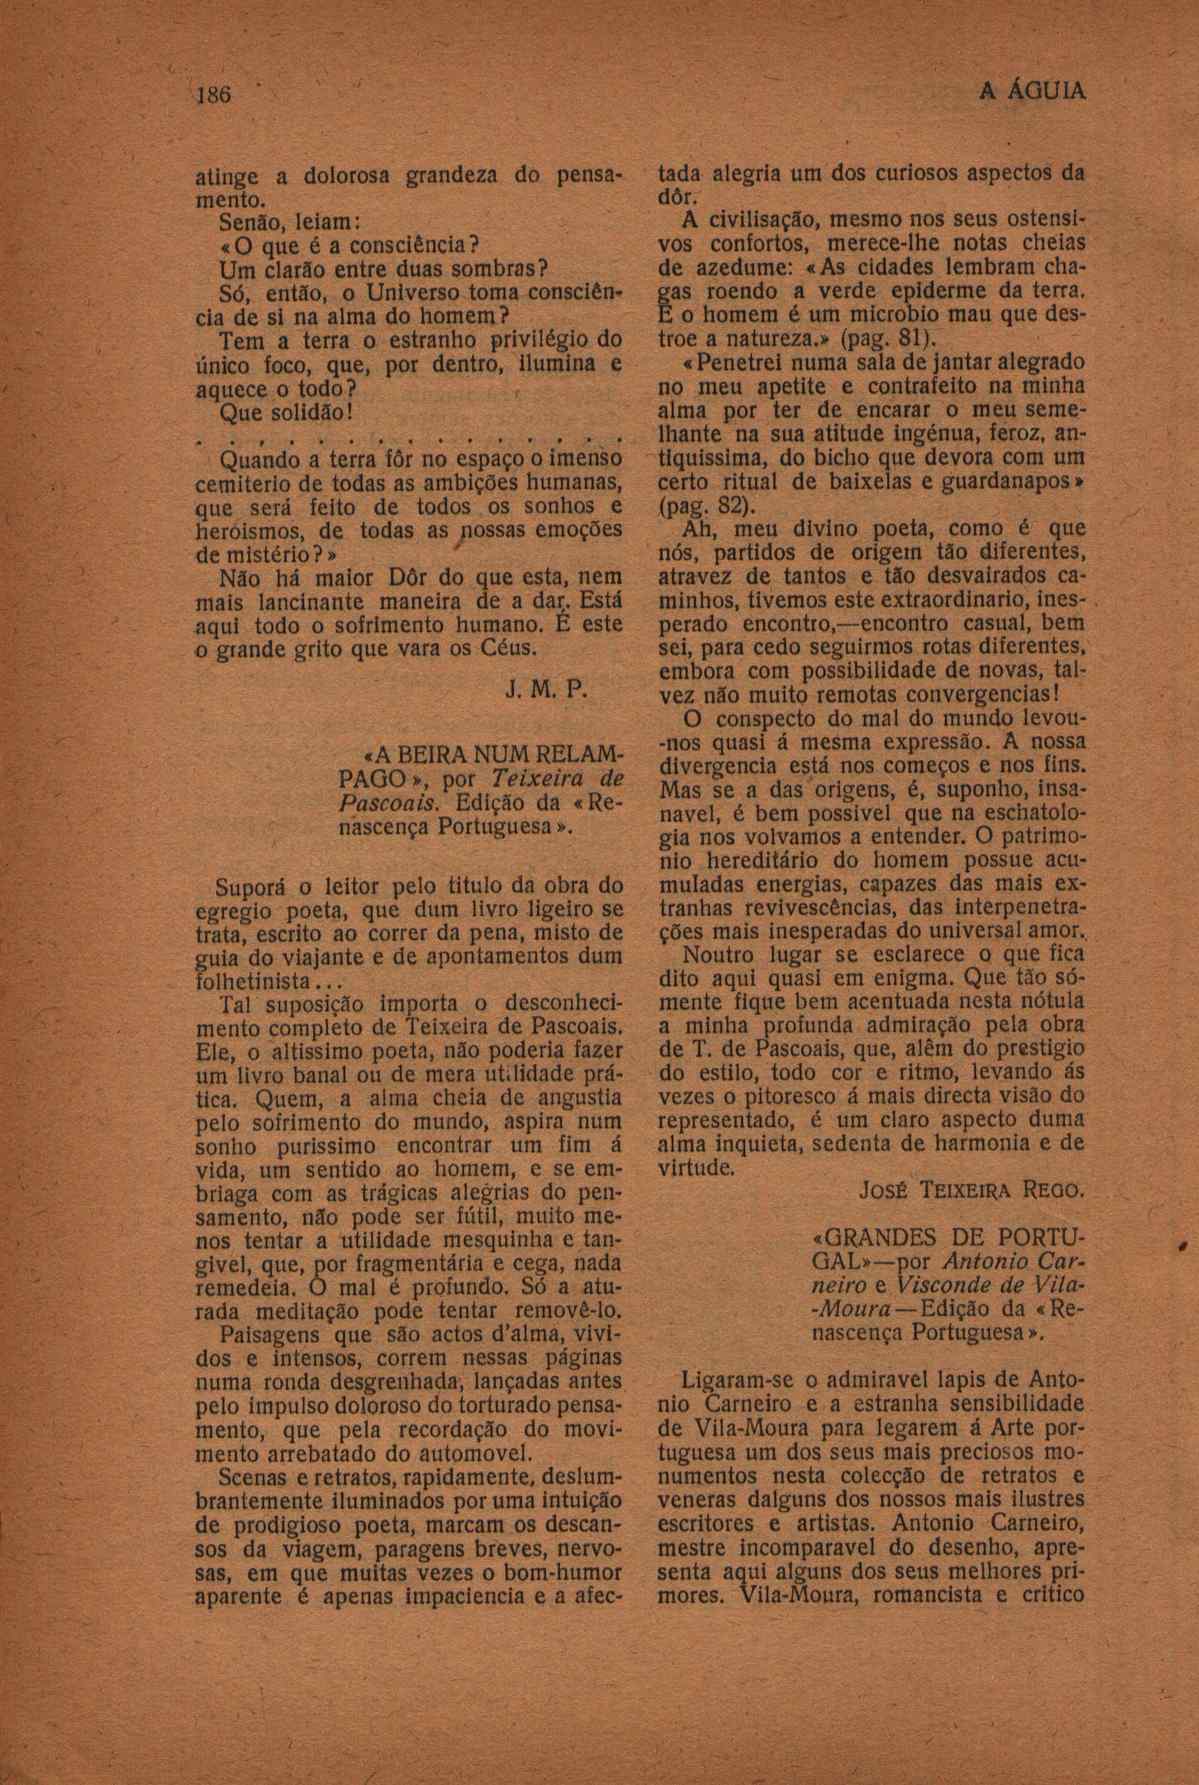 186
A ÁGUIA
atinge a dolorosa grandeza do pensa-
mento.
Senão, leiam:
«O que é a consciência?
Um clarão entre duas sombras?
Só, então, o Universo toma consciên-
cia de si na alma do homem?
Tem a terra o estranho privilégio do
único foco, que, por dentro, ilumina e
aquece o todo?
Que solidão!
. . . . . . . . . . . . . . .
Quando a terra fôr no espaço o imenso
cemiterio de todas as ambições humanas,
que será feito de todos os sonhos e
heróismos, de todas as nossas emoções
de mistério?»
Não há maior Dôr do que esta, nem
mais lancinante maneira de a dar. Está
aqui todo o sofrimento humano. É este
o grande grito que vara os Céus.
J. M. P.
«A BEIRA NUM RELAM-
PAGO», por Teixeira de
Pascoais. Edição da «Re-
nascença Portuguesa».
Suporá o leitor pelo titulo da obra do
egregio poeta, que dum livro ligeiro se
trata, escrito ao correr da pena, misto de
guia do viajante e de apontamentos dum
folhetinista...
Tal suposição importa o desconheci-
mento completo de Teixeira de Pascoais.
Ele, o altissimo poeta, não poderia fazer
um livro banal ou de mera utilidade prá-
tica. Quem, a alma cheia de angustia
pelo sofrimento do mundo, aspira num
sonho purissimo encontrar um fim á
vida, um sentido ao homem, e se em-
briaga com as trágicas alegrias do pen-
samento, não pode ser fútil, muito me-
nos tentar a utilidade mesquinha e tan-
givel, que, por fragmentária e cega, nada
remedeia. O mal é profundo. Só a atu-
rada meditação pode tentar removê-lo.
Paisagens que são actos d'alma, vivi-
dos e intensos, correm nessas páginas
numa ronda desgrenhada, lançadas antes
pelo impulso doloroso do torturado pensa-
mento, que pela recordação do movi-
mento arrebatado do automovel.
Scenas e retratos, rapidamente, deslum-
brantemente iluminados por uma intuição
de prodigioso poeta, marcam os descan-
sos da viagem, paragens breves, nervo-
sas, em que muitas vezes o bom-humor
aparente é apenas impaciencia e a afec-
tada alegria um dos curiosos aspectos da
dôr.
A civilisação, mesmo nos seus ostensi-
vos confortos, merece-lhe notas cheias
de azedume: «As cidades lembram cha-
gas roendo a verde epiderme da terra.
E o homem é um microbio mau que des-
troe a natureza.» (pag. 81).
«Penetrei numa sala de jantar alegrado
no meu apetite e contrafeito na minha
alma por ter de encarar o meu seme-
lhante na sua atitude ingénua, feroz, an-
tiquissima, do bicho que devora com um
certo ritual de baixelas e guardanapos»
(pag. 82).
Ah, meu divino poeta, como é que
nós, partidos de origem tão diferentes,
atravez de tantos e tão desvairados ca-
minhos, tivemos este extraordinario, ines-
perado encontro,—encontro casual, bem
sei, para cedo seguirmos rotas diferentes,
embora com possibilidade de novas, tal-
vez não muito remotas convergencias!
O conspecto do mal do mundo levou-
-nos quasi á mesma expressão. A nossa
divergencia está nos começos e nos fins.
Mas se a das origens, é, suponho, insa-
navel, é bem possivel que na eschatolo-
gia nos volvamos a entender. O patrimo-
nio hereditário do homem possue acu-
muladas energias, capazes das mais ex-
tranhas revivescências, das interpenetra-
ções mais inesperadas do universal amor.
Noutro lugar se esclarece o que fica
dito aqui quasi em enigma. Que tão só-
mente fique bem acentuada nesta nótula
a minha profunda admiração pela obra
de T. de Pascoais, que, alêm do prestigio
do estilo, todo cor e ritmo, levando ás
vezes o pitoresco á mais directa visão do
representado, é um claro aspecto duma
alma inquieta, sedenta de harmonia e de
virtude.
JOSÉ TEIXEIRA REGO.
«GRANDES DE PORTU-
GAL»—por Antonio Car-
neiro e Visconde de Vila-
-Moura—Edição da «Re-
nascença Portuguesa».
Ligaram-se o admiravel lapis de Anto-
nio Carneiro e a estranha sensibilidade
de Vila-Moura para legarem á Arte por-
tuguesa um dos seus mais preciosos mo-
numentos nesta colecção de retratos e
veneras dalguns dos nossos mais ilustres
escritores e artistas. Antonio Carneiro,
mestre incomparavel do desenho, apre-
senta aqui alguns dos seus melhores pri-
mores. Vila-Moura, romancista e critico